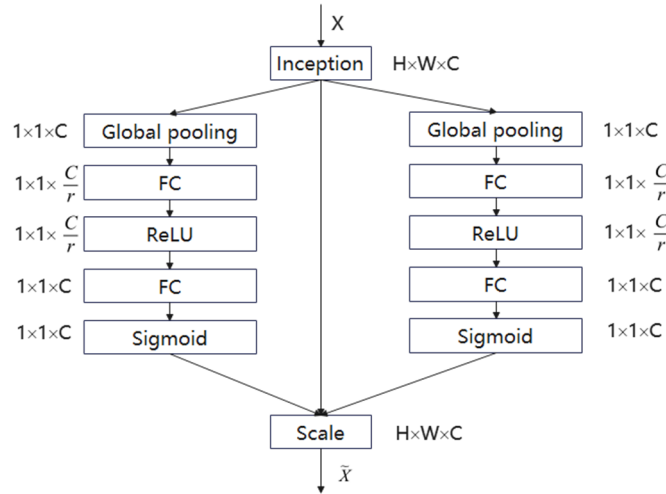 X
Inception H×W×C
1×1×C Global pooling Global pooling 1×1×C
1×1× C/r FC FC 1×1× C/r
1×1× C/r ReLU ReLU 1×1× C/r
1×1×C FC FC 1×1×C
1×1×C Sigmoid Sigmoid 1×1×C
Scale H×W×C
X̃